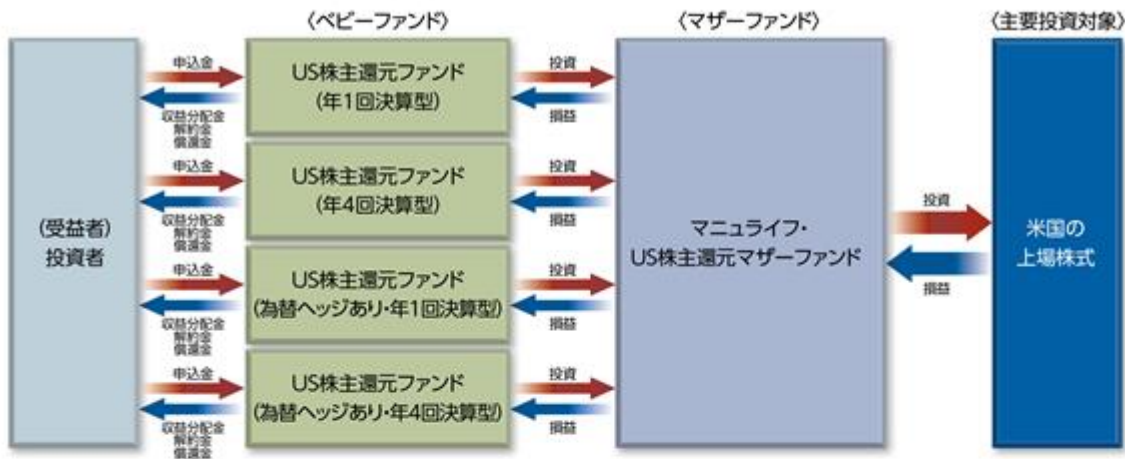 〈ベビーファンド〉
〈マザーファンド〉
〈主要投資対象〉
(受益者)
投資者
申込金
収益分配金
解約金
償還金
US株主還元ファンド
(年1回決算型)
投資
損益
申込金
収益分配金
解約金
償還金
US株主還元ファンド
(年4回決算型)
投資
損益
申込金
収益分配金
解約金
償還金
US株主還元ファンド
(為替ヘッジあり・年1回決算型)
投資
損益
申込金
収益分配金
解約金
償還金
US株主還元ファンド
(為替ヘッジあり・年4回決算型)
投資
損益
マニュライフ・
US株主還元マザーファンド
投資
損益
米国の
上場株式